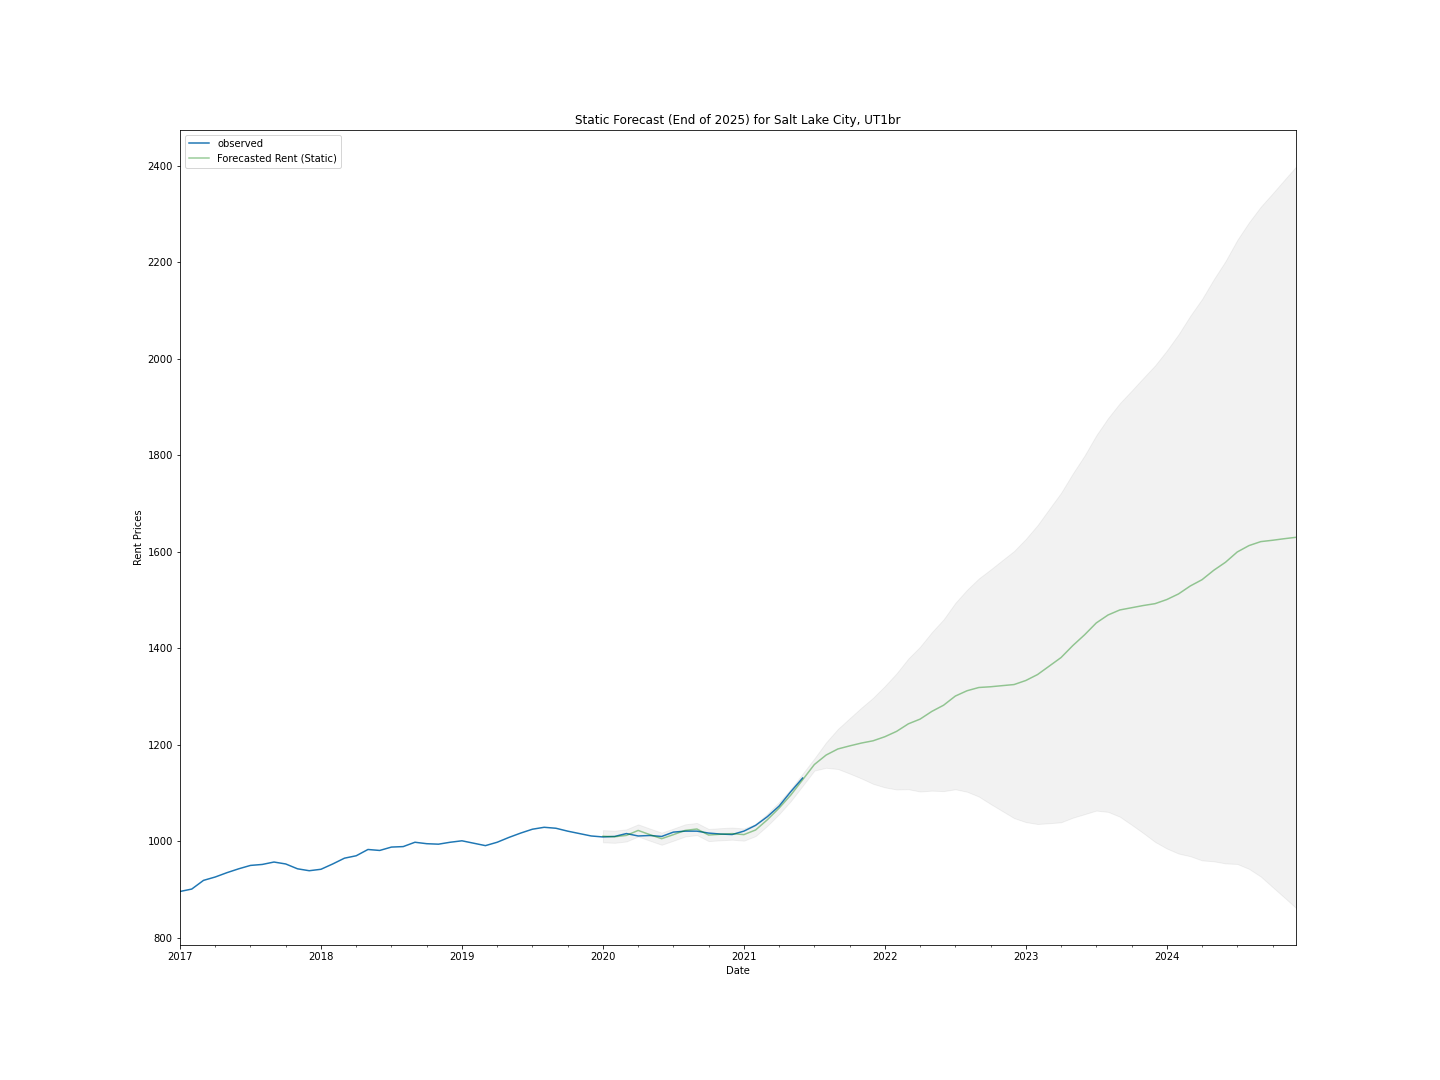 Static Forecast (End of 2025) for Salt Lake City, UT1br
observed
Forecasted Rent (Static)
2400
2200
2000
1800
1600
1400
1200
1000
800
Rent Prices
2017 2018 2019 2020 2021 2022 2023 2024
Date